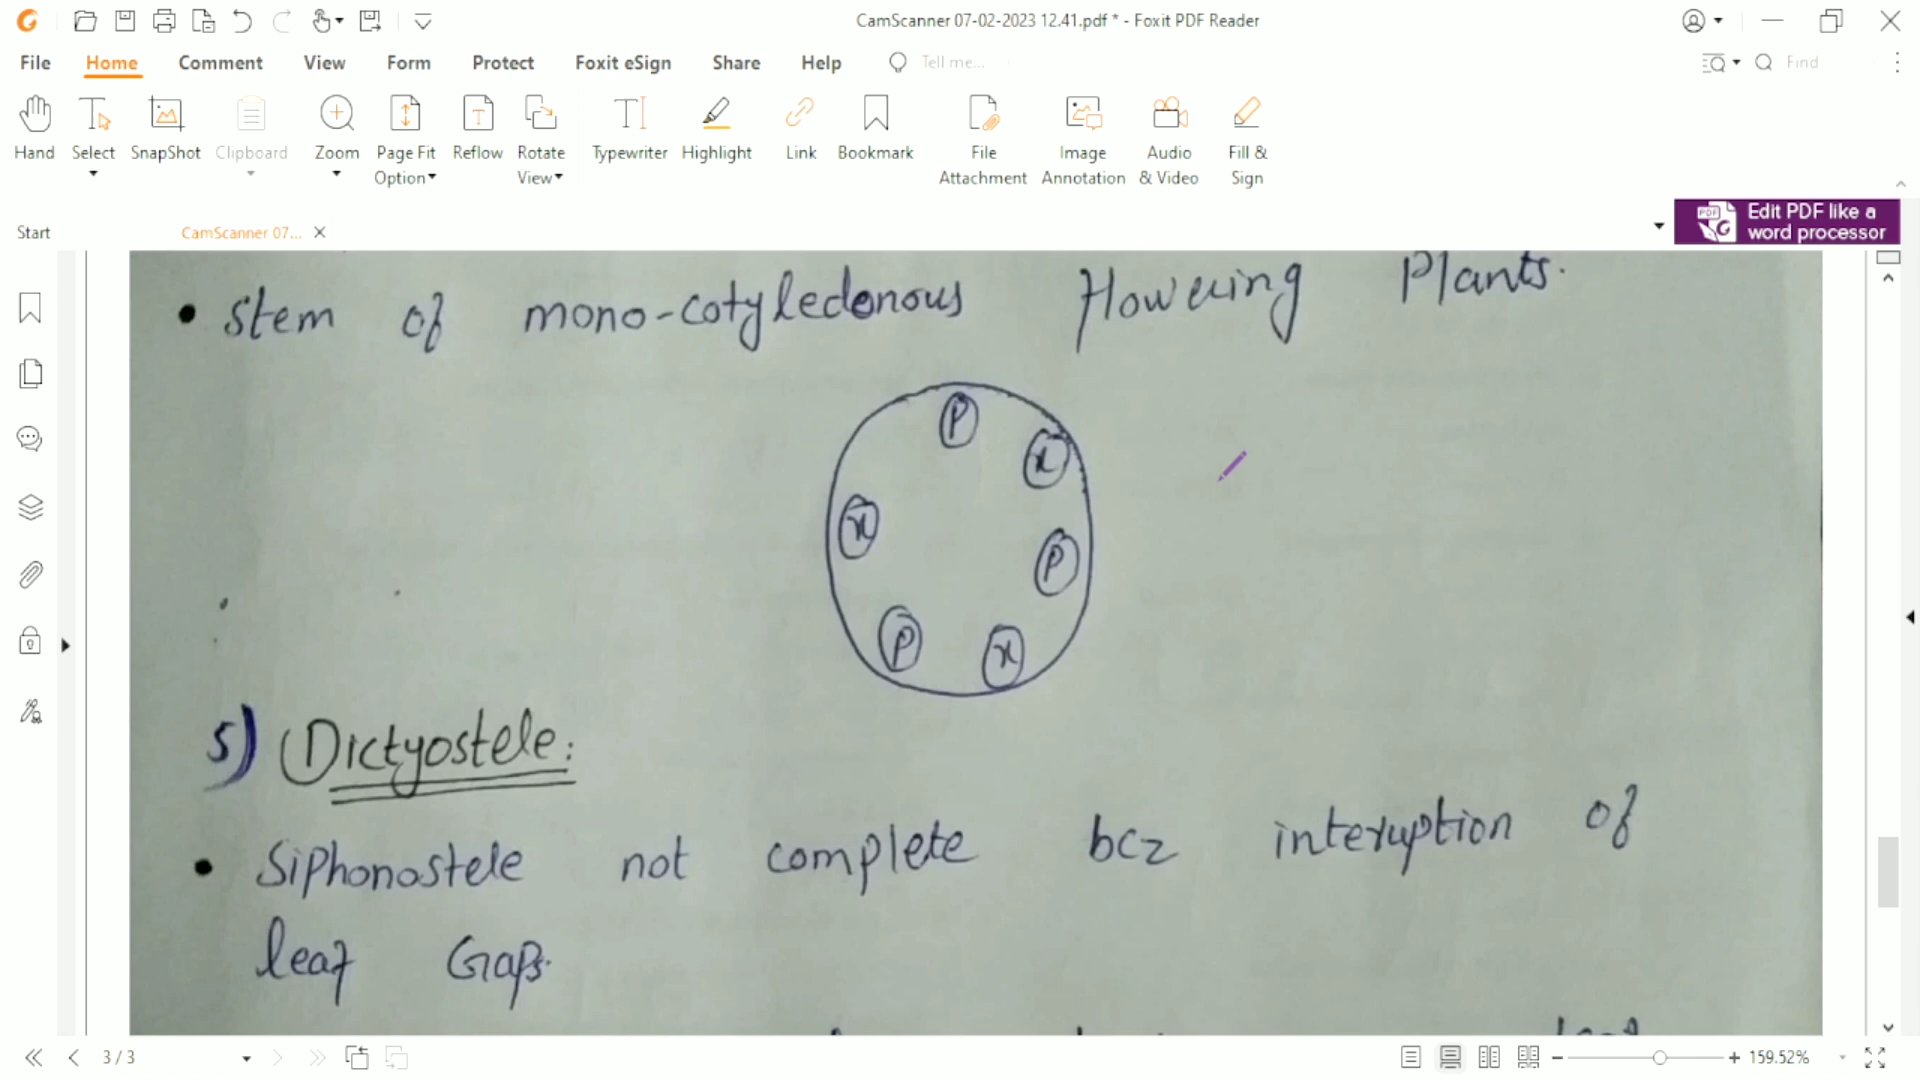 CamScanner 07-02-2023 12.41.pdf * - Foxit PDF Reader
File Home Comment View Form Protect Foxit eSign Share Help Tell me... Find
Hand Select SnapShot Clipboard Zoom Page Fit Option Reflow Rotate View Typewriter Highlight Link Bookmark File Attachment Image Annotation Audio & Video Fill & Sign
Start CamScanner 07... Edit PDF like a word processor
• Stem of mono-cotyledonous Flowering Plants.
P
x
x
P
P
x
5) Dictyostele:
• Siphonostele not complete bcz interuption of
leaf Gaps.
3 / 3 159.52%